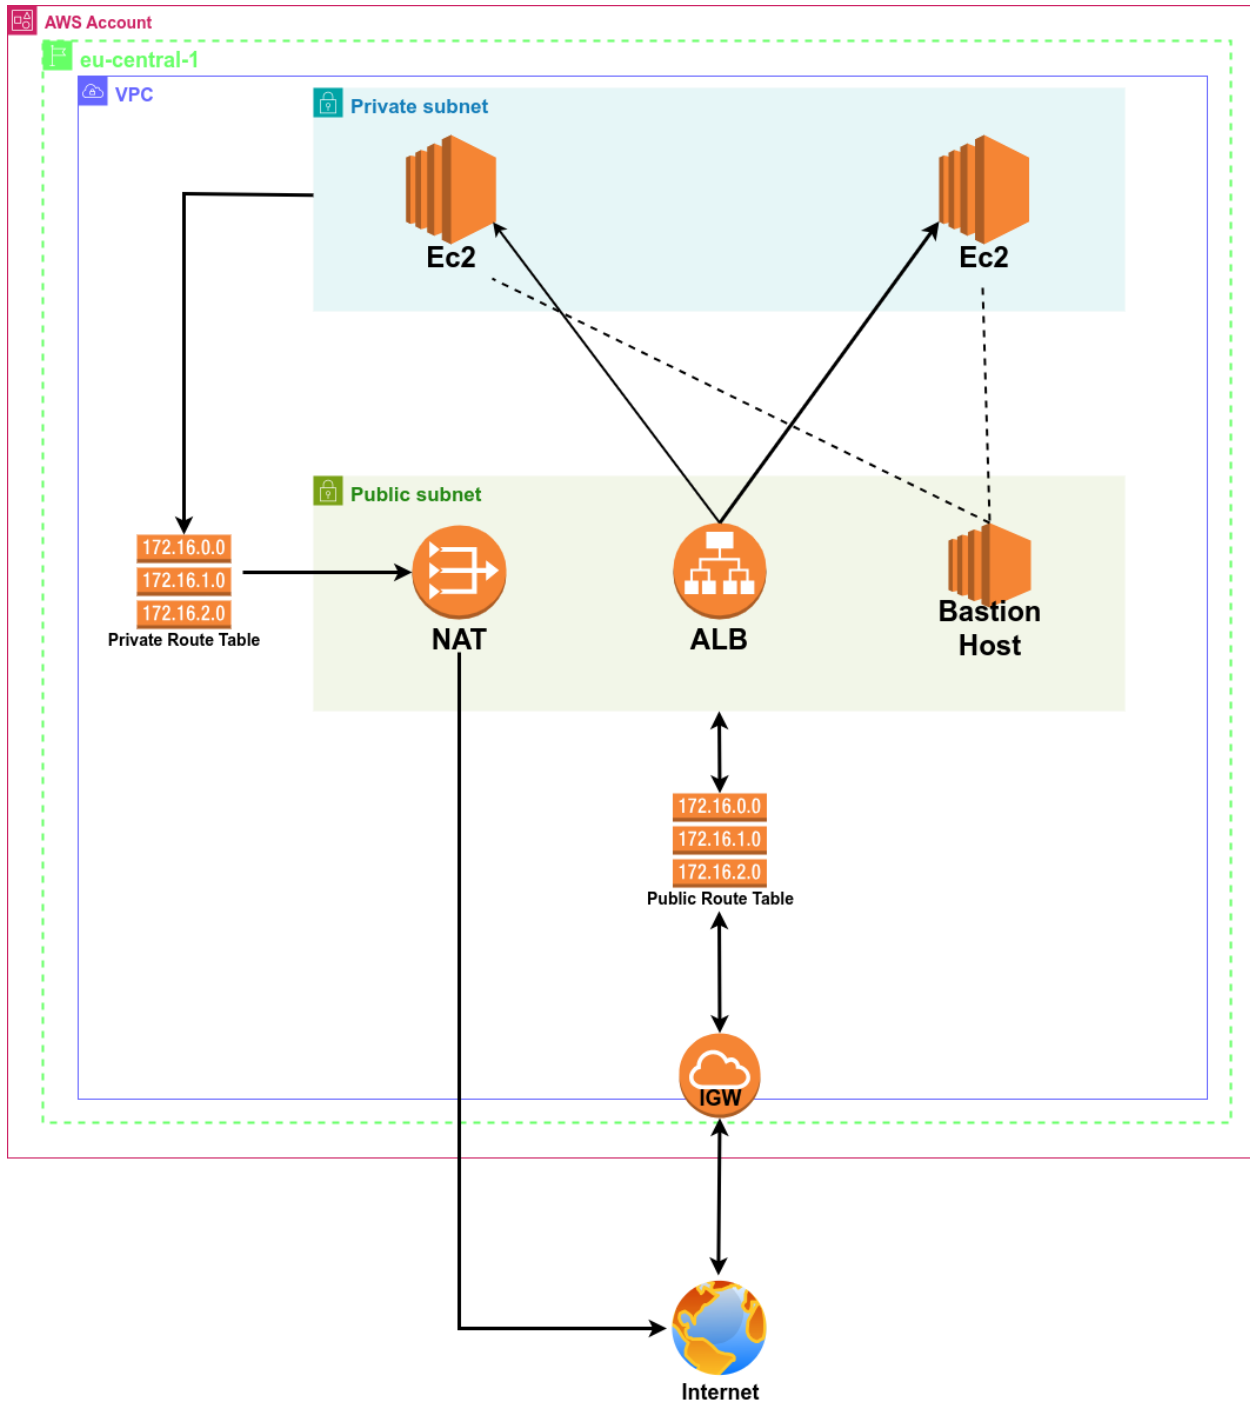 AWS Account
eu-central-1
VPC
Private subnet
Ec2
Ec2
Public subnet
172.16.0.0
172.16.1.0
172.16.2.0
Private Route Table
NAT
ALB
Bastion
Host
172.16.0.0
172.16.1.0
172.16.2.0
Public Route Table
IGW
Internet